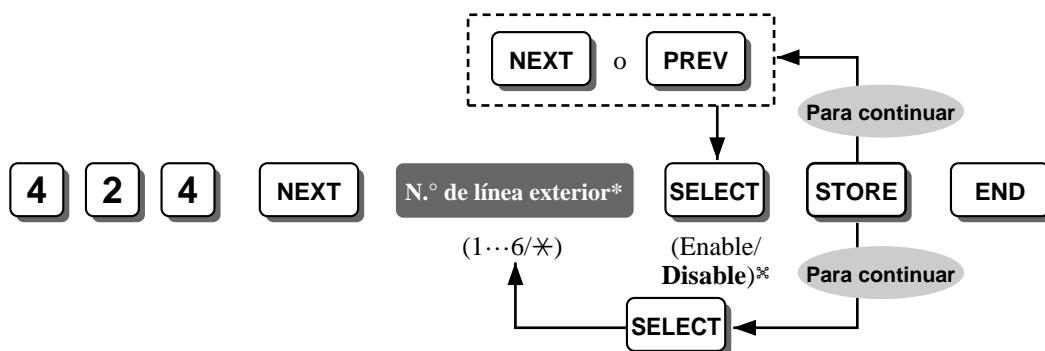 NEXT o PREV
Para continuar
4 2 4 NEXT N.° de línea exterior* SELECT STORE END
(1···6/✳) (Enable/
Disable)⌘
Para continuar
SELECT